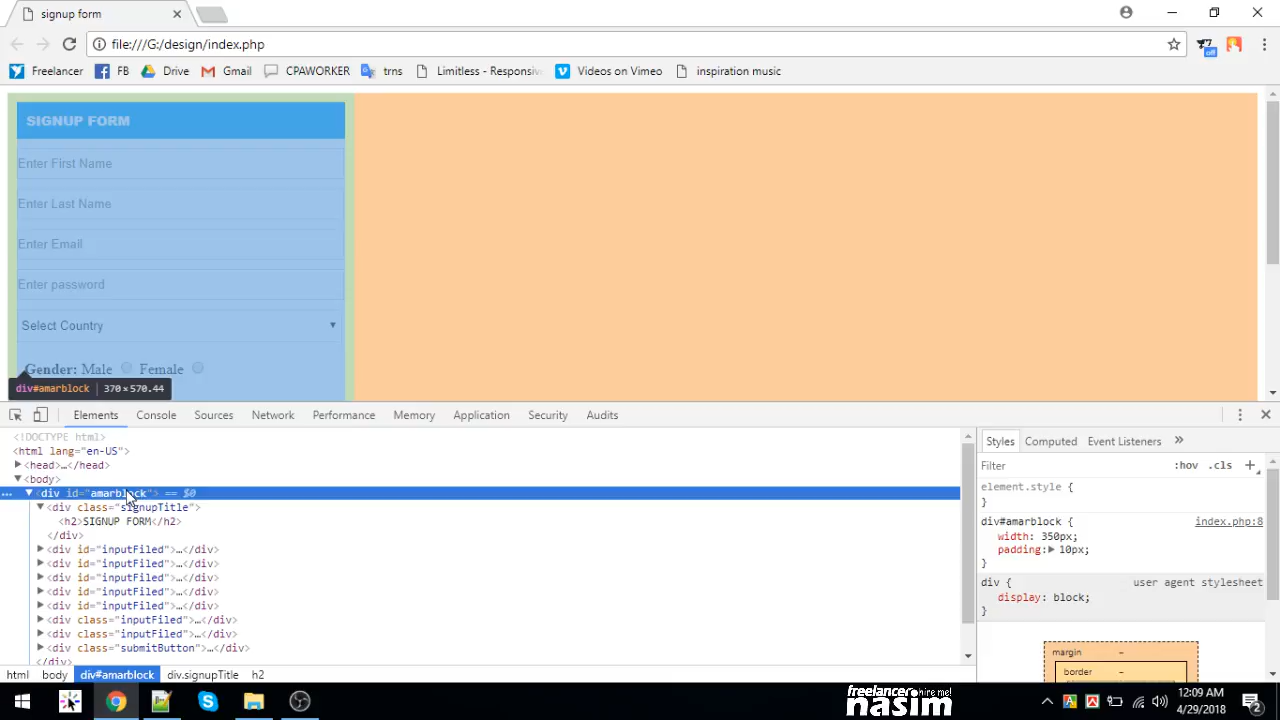 signup form
file:///G:/design/index.php
off
Freelancer
FB
Drive
Gmail
CPAWORKER
trns
Limitless - Responsiv
Videos on Vimeo
inspiration music
SIGNUP FORM
Enter First Name
Enter Last Name
Enter Email
Enter password
Select Country
Gender: Male Female
div#amarblock 370×570.44
Elements Console Sources Network Performance Memory Application Security Audits
<!DOCTYPE html>
<html lang="en-US">
<head>…</head>
<body>
<div id="amarblock"> == $0
<div class="signupTitle">
<h2>SIGNUP FORM</h2>
</div>
<div id="inputFiled">…</div>
<div id="inputFiled">…</div>
<div id="inputFiled">…</div>
<div id="inputFiled">…</div>
<div id="inputFiled">…</div>
<div class="inputFiled">…</div>
<div class="inputFiled">…</div>
<div class="submitButton">…</div>
</div>
html body div#amarblock div.signupTitle h2
Styles Computed Event Listeners »
Filter :hov .cls +
element.style {
}
div#amarblock { index.php:8
width: 350px;
padding: 10px;
}
div { user agent stylesheet
display: block;
}
margin –
border –
freelancer hire me!
nasim
12:09 AM
4/29/2018
2